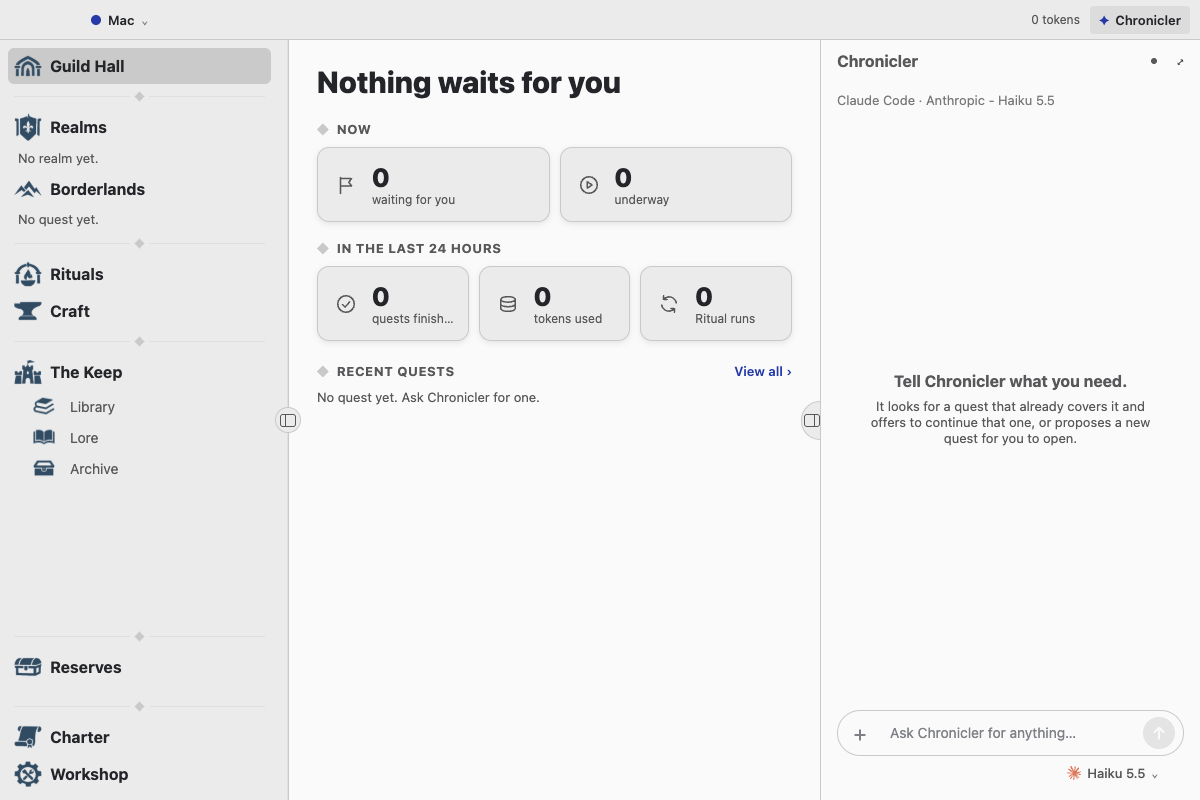 Mac
0 tokens
Chronicler
Guild Hall
Realms
No realm yet.
Borderlands
No quest yet.
Rituals
Craft
The Keep
Library
Lore
Archive
Reserves
Charter
Workshop
Nothing waits for you
NOW
0
waiting for you
0
underway
IN THE LAST 24 HOURS
0
quests finish...
0
tokens used
0
Ritual runs
RECENT QUESTS
View all ›
No quest yet. Ask Chronicler for one.
Chronicler
Claude Code · Anthropic - Haiku 5.5
Tell Chronicler what you need.
It looks for a quest that already covers it and
offers to continue that one, or proposes a new
quest for you to open.
Ask Chronicler for anything...
Haiku 5.5